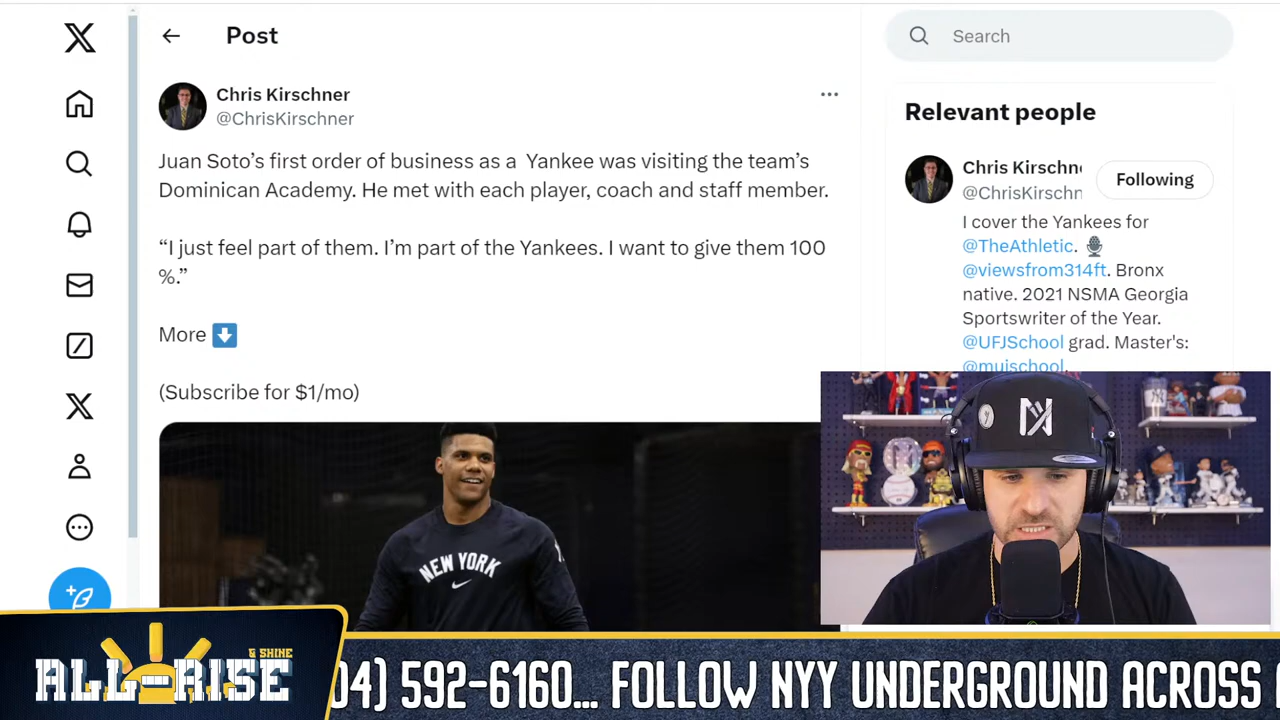 Post
Search
Chris Kirschner
@ChrisKirschner
Juan Soto’s first order of business as a Yankee was visiting the team’s
Dominican Academy. He met with each player, coach and staff member.
“I just feel part of them. I’m part of the Yankees. I want to give them 100
%.”
More
(Subscribe for $1/mo)
NEW YORK
Relevant people
Chris Kirschne
@ChrisKirschn
Following
I cover the Yankees for
@TheAthletic.
@viewsfrom314ft. Bronx
native. 2021 NSMA Georgia
Sportswriter of the Year.
@UFJSchool grad. Master's:
@mujschool.
ALL RISE
& SHINE
04) 592-6160... FOLLOW NYY UNDERGROUND ACROSS